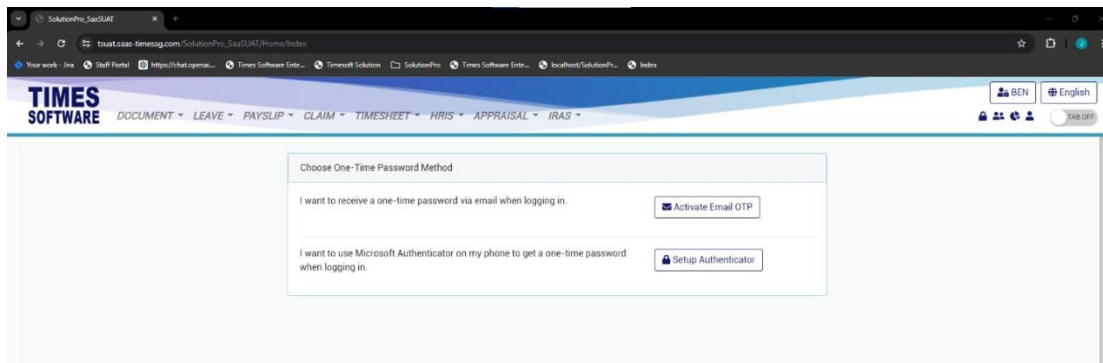 SolutionPro_SaaSUAT
tsuat.saas-timessg.com/SolutionPro_SaaSUAT/Home/Index
Your work - Jira Staff Portal https://chat.openai... Times Software Ente... Timesoft Solution SolutionPro Times Software Ente... localhost/SolutionPr... Index
TIMES
SOFTWARE
DOCUMENT LEAVE PAYSLIP CLAIM TIMESHEET HRIS APPRAISAL IRAS
BEN English
TAB OFF
Choose One-Time Password Method
I want to receive a one-time password via email when logging in.
Activate Email OTP
I want to use Microsoft Authenticator on my phone to get a one-time password
when logging in.
Setup Authenticator